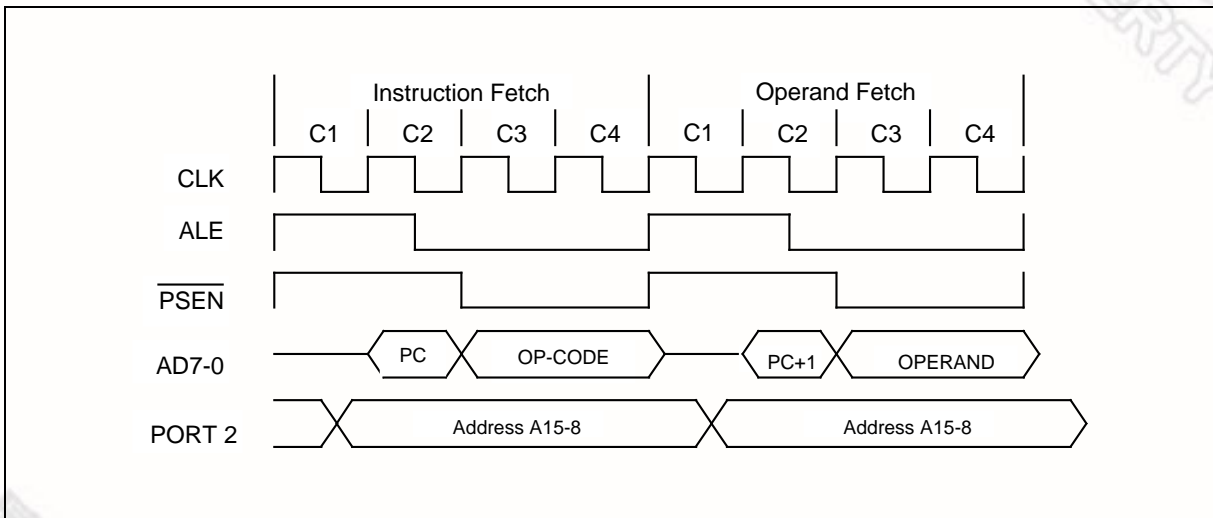 Instruction Fetch Operand Fetch
C1 C2 C3 C4 C1 C2 C3 C4
CLK
ALE
PSEN
AD7-0 PC OP-CODE PC+1 OPERAND
PORT 2 Address A15-8 Address A15-8